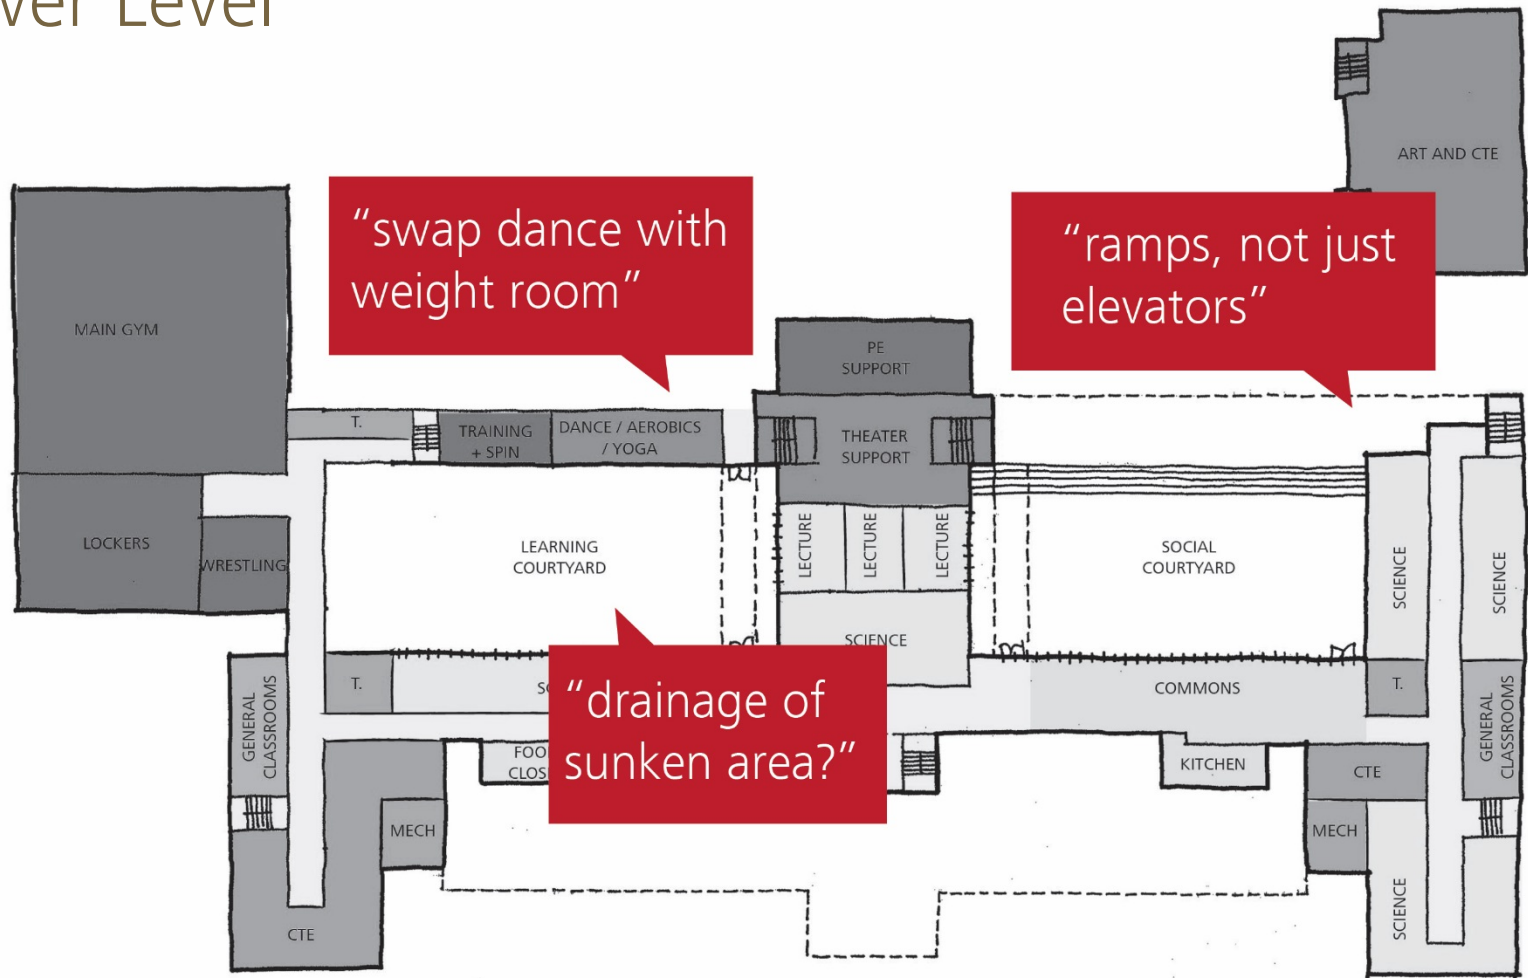 ver Level
ART AND CTE
“swap dance with
weight room”
“ramps, not just
elevators”
MAIN GYM
PE
SUPPORT
T.
TRAINING
+ SPIN
DANCE / AEROBICS
/ YOGA
THEATER
SUPPORT
LOCKERS
WRESTLING
LEARNING
COURTYARD
LECTURE
LECTURE
LECTURE
SOCIAL
COURTYARD
SCIENCE
SCIENCE
SCIENCE
GENERAL
CLASSROOMS
T.
“drainage of
sunken area?”
COMMONS
T.
GENERAL
CLASSROOMS
KITCHEN
CTE
MECH
MECH
CTE
SCIENCE